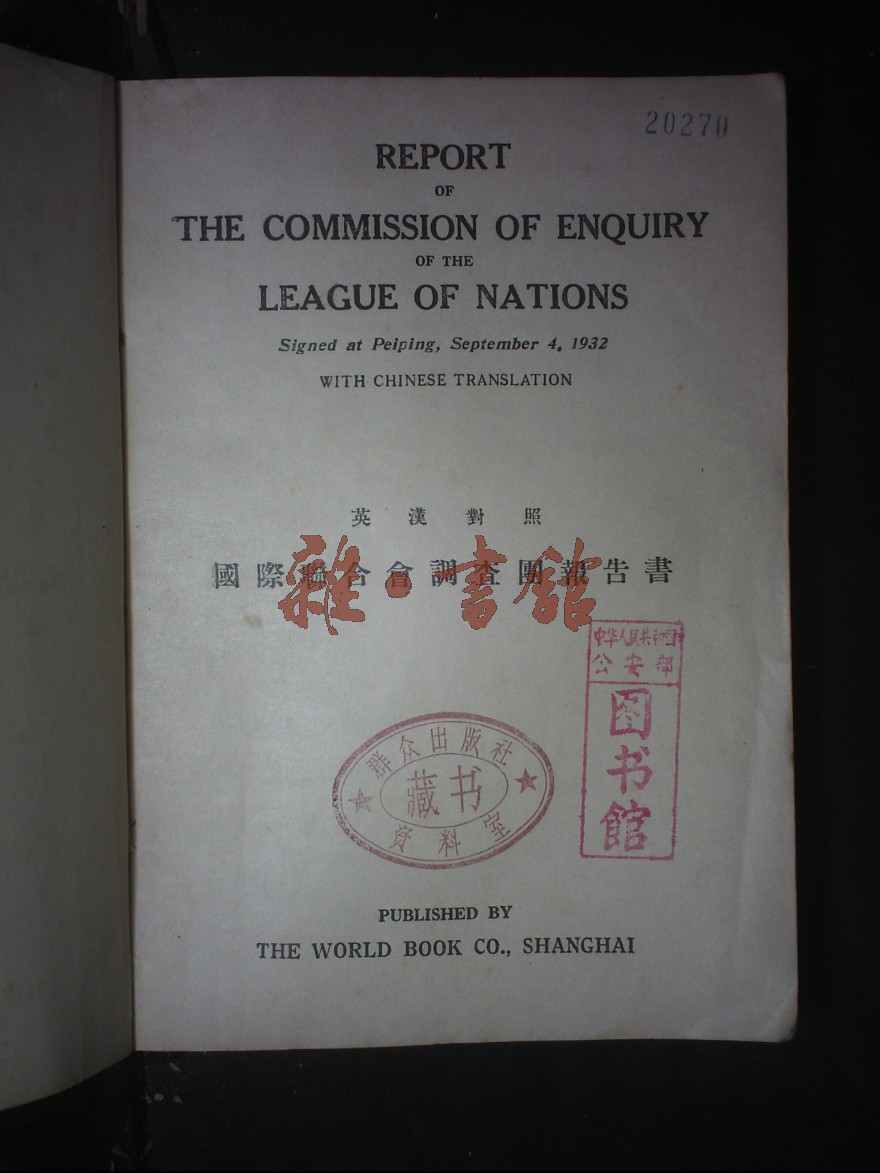 20270
REPORT
OF
THE COMMISSION OF ENQUIRY
OF THE
LEAGUE OF NATIONS
Signed at Peiping, September 4, 1932
WITH CHINESE TRANSLATION
英漢對照
國際聯合會調查團報告書
雜·書館
中华人民共和国
公安部
图书館
群众出版社
藏书
资料室
PUBLISHED BY
THE WORLD BOOK CO., SHANGHAI